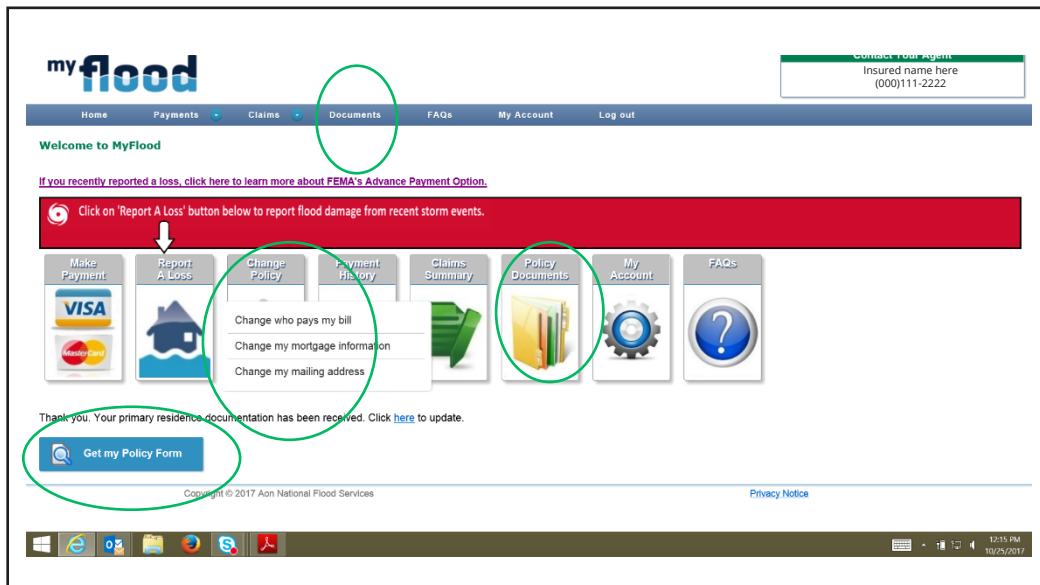 my flood
Contact Your Agent
Insured name here
(000)111-2222
Home Payments Claims Documents FAQs My Account Log out
Welcome to MyFlood
If you recently reported a loss, click here to learn more about FEMA's Advance Payment Option.
Click on 'Report A Loss' button below to report flood damage from recent storm events.
Make Payment
Report A Loss
Change Policy
Payment History
Claims Summary
Policy Documents
My Account
FAQs
VISA
MasterCard
Change who pays my bill
Change my mortgage information
Change my mailing address
Thank you. Your primary residence documentation has been received. Click here to update.
Get my Policy Form
Copyright © 2017 Aon National Flood Services
Privacy Notice
12:15 PM
10/25/2017